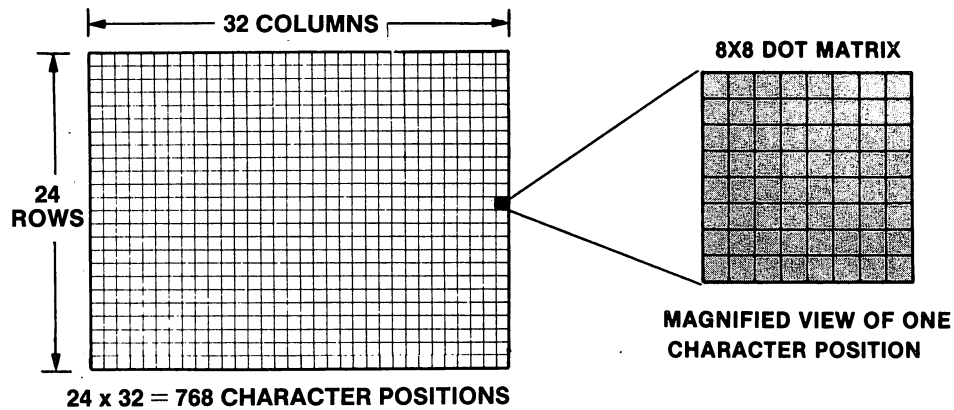 32 COLUMNS
8X8 DOT MATRIX
24
ROWS
MAGNIFIED VIEW OF ONE
CHARACTER POSITION
24 x 32 = 768 CHARACTER POSITIONS